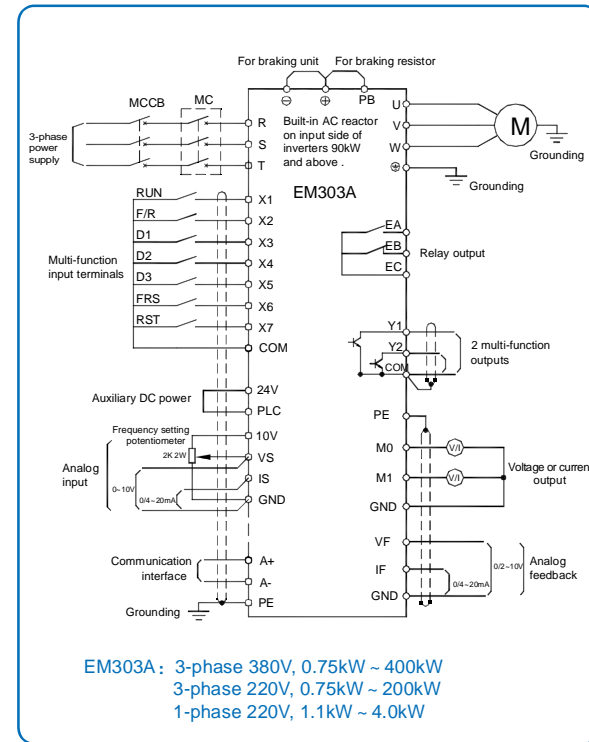 For braking unit For braking resistor
MCCB MC
⊖ ⊕ PB
3-phase
power
supply
R
S
T
Built-in AC reactor
on input side of
inverters 90kW
and above .
EM303A
U
V
W
M
Grounding
Grounding
Multi-function
input terminals
RUN X1
F/R X2
D1 X3
D2 X4
D3 X5
FRS X6
RST X7
COM
EA
EB
EC
Relay output
Y1
Y2
COM
2 multi-function
outputs
Auxiliary DC power
24V
PLC
Frequency setting
potentiometer
2K 2W
10V
VS
IS
GND
Analog
input
0~10V
0/4~20mA
PE
M0 V/I
M1 V/I
GND
Voltage or current
output
VF
IF
GND
0/2~10V
0/4~20mA
Analog
feedback
Communication
interface
A+
A-
PE
Grounding
EM303A: 3-phase 380V, 0.75kW ~ 400kW
3-phase 220V, 0.75kW ~ 200kW
1-phase 220V, 1.1kW ~ 4.0kW